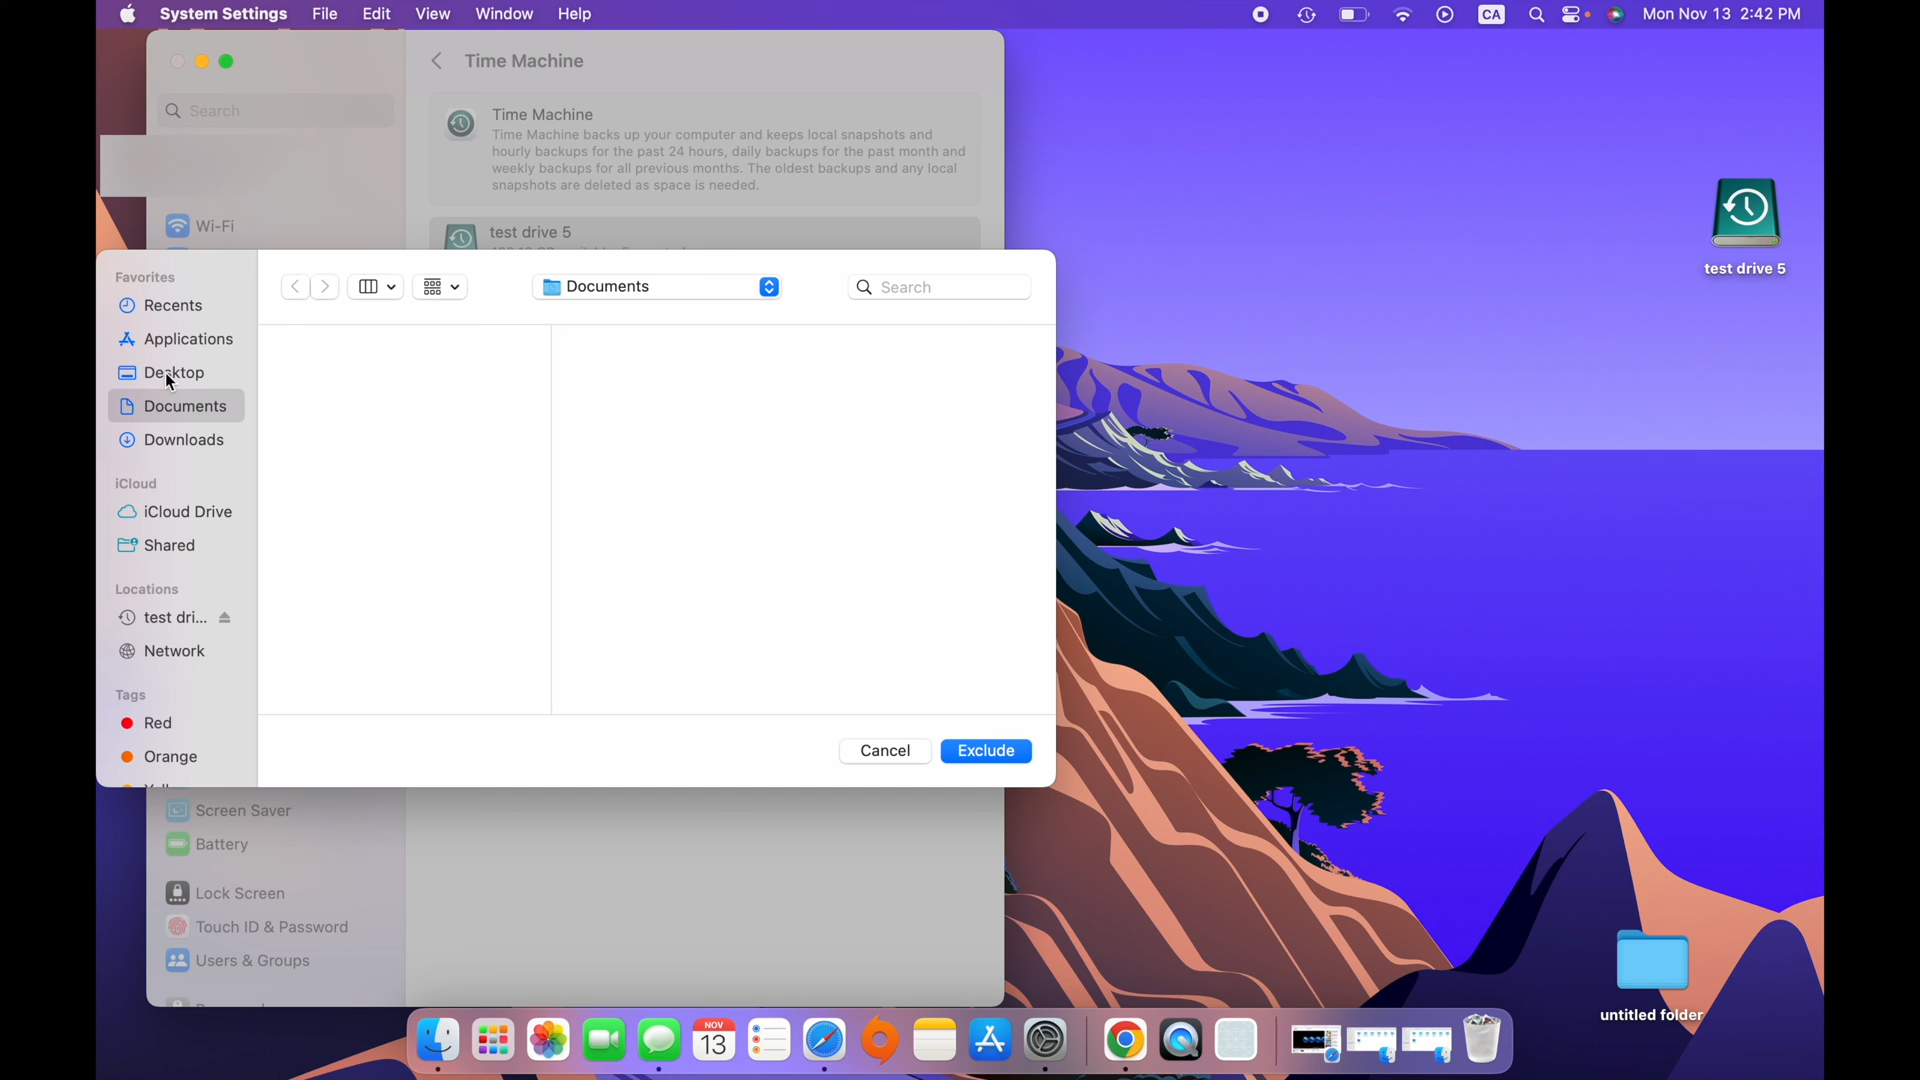 System Settings File Edit View Window Help
CA Mon Nov 13 2:42 PM
Search
Wi-Fi
Time Machine
Time Machine
Time Machine backs up your computer and keeps local snapshots and
hourly backups for the past 24 hours, daily backups for the past month and
weekly backups for all previous months. The oldest backups and any local
snapshots are deleted as space is needed.
test drive 5
Favorites
Recents
Applications
Desktop
Documents
Downloads
iCloud
iCloud Drive
Shared
Locations
test dri...
Network
Tags
Red
Orange
Documents
Search
Cancel
Exclude
Screen Saver
Battery
Lock Screen
Touch ID & Password
Users & Groups
test drive 5
untitled folder
NOV
13